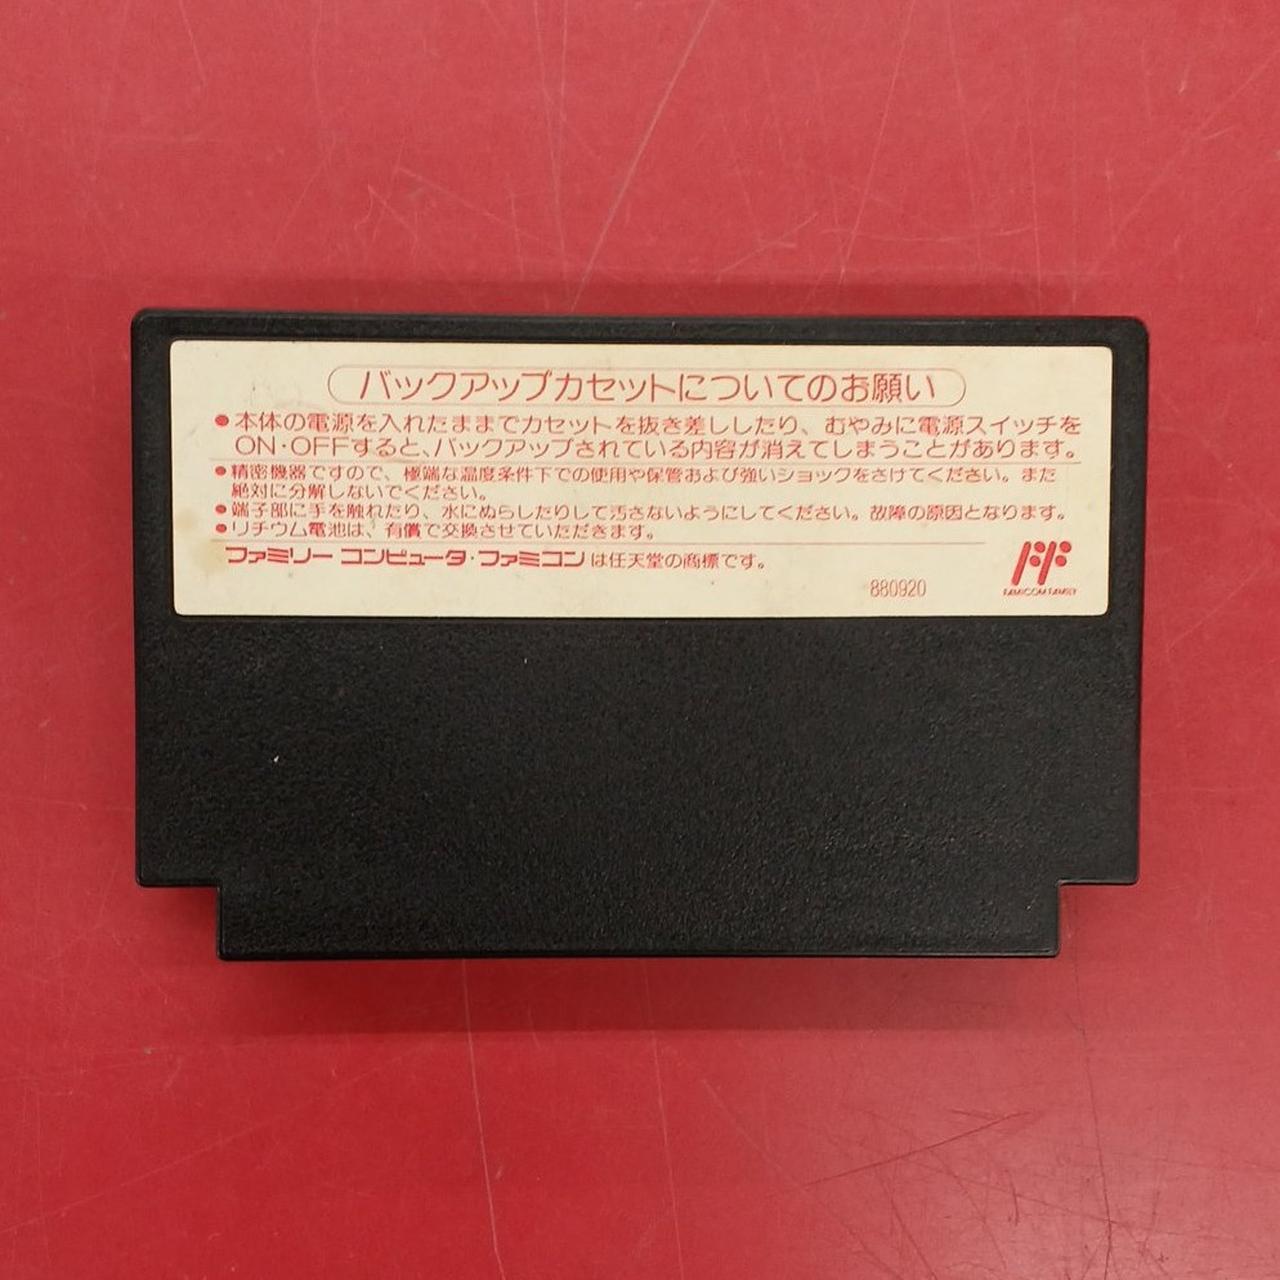 バックアップカセットについてのお願い
●本体の電源を入れたままでカセットを抜き差ししたり、むやみに電源スイッチを
ON・OFFすると、バックアップされている内容が消えてしまうことがあります。
●精密機器ですので、極端な温度条件下での使用や保管および強いショックをさけてください。また
絶対に分解しないでください。
●端子部に手を触れたり、水にぬらしたりして汚さないようにしてください。故障の原因となります。
●リチウム電池は、有償で交換させていただきます。
ファミリー コンピュータ・ファミコンは任天堂の商標です。
880920
FAMICOM FAMILY